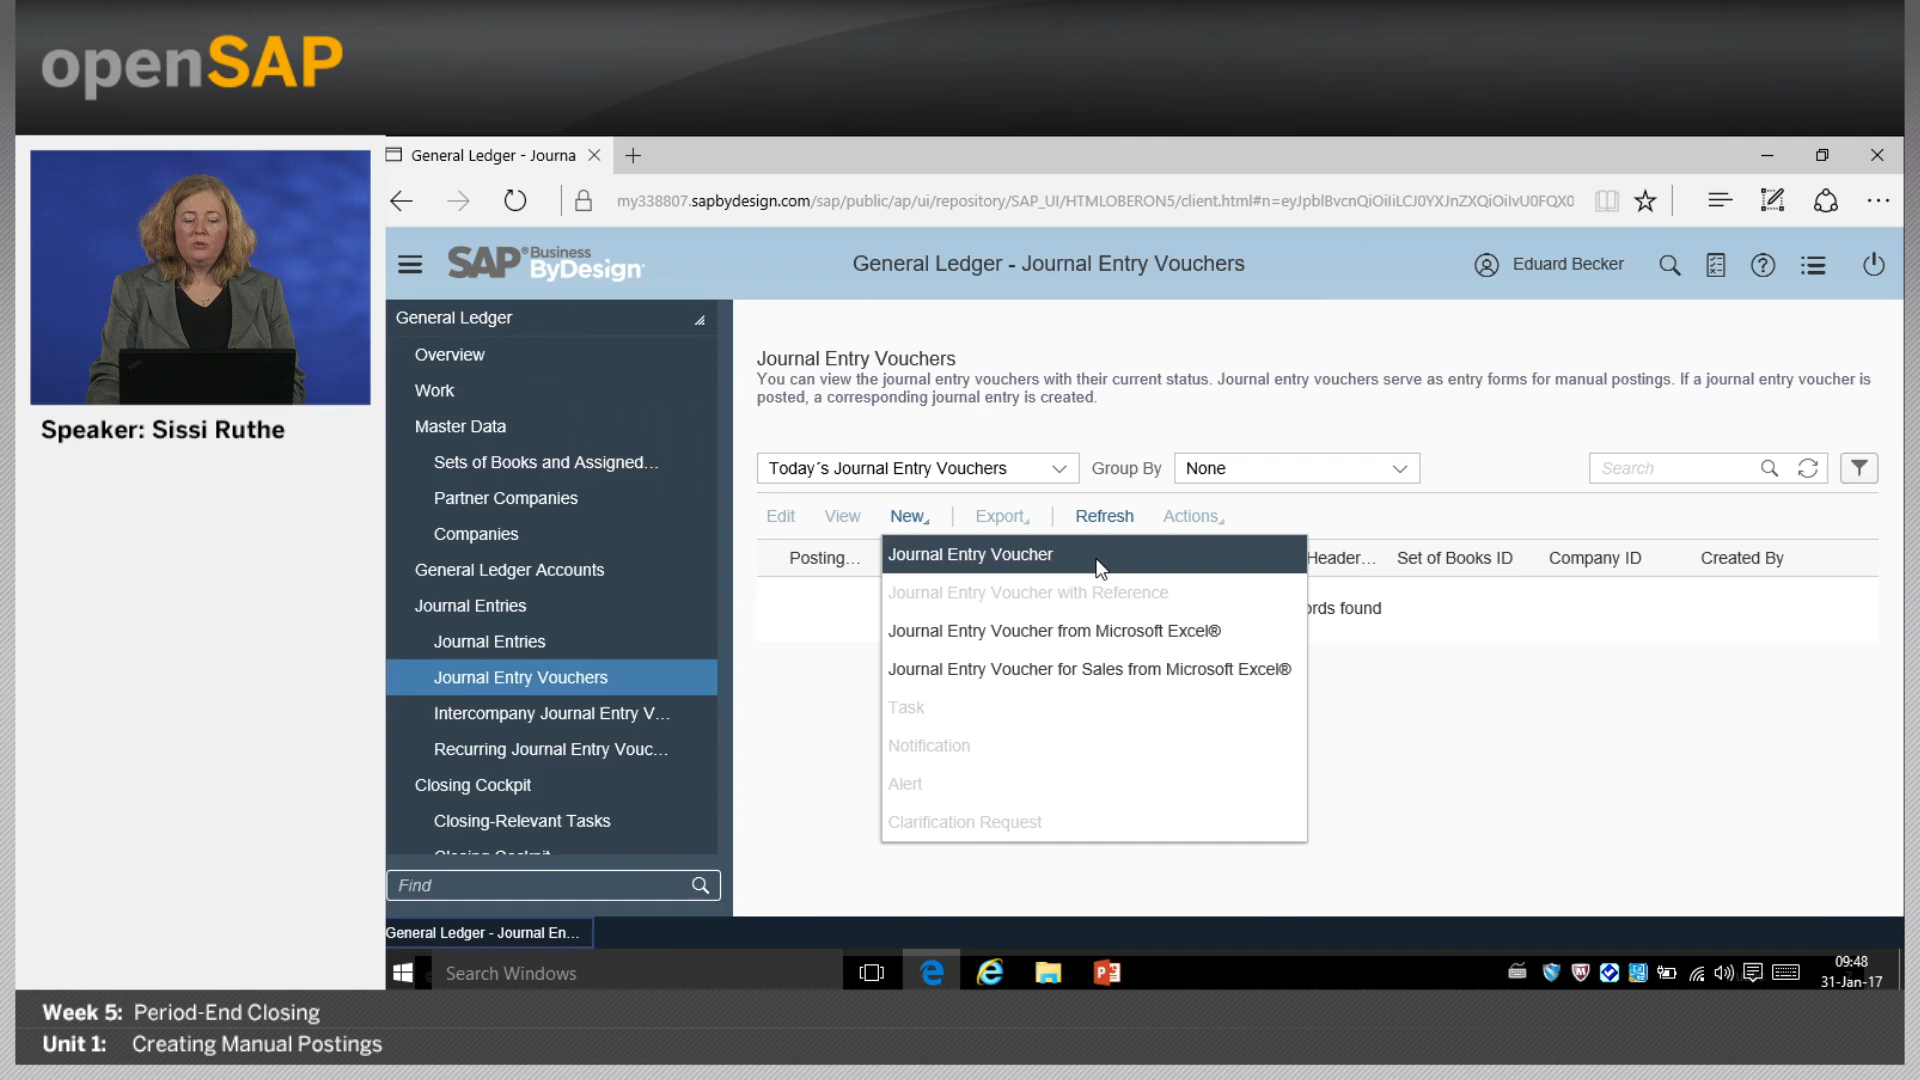 openSAP
General Ledger - Journa
my338807.sapbydesign.com/sap/public/ap/ui/repository/SAP_UI/HTMLOBERON5/client.html#n=eyJpblBvcnQiOiIiLCJ0YXJnZXQiOiIvU0FQX0
SAP® Business ByDesign
General Ledger - Journal Entry Vouchers
Eduard Becker
General Ledger
Overview
Work
Master Data
Sets of Books and Assigned...
Partner Companies
Companies
General Ledger Accounts
Journal Entries
Journal Entries
Journal Entry Vouchers
Intercompany Journal Entry V...
Recurring Journal Entry Vouc...
Closing Cockpit
Closing-Relevant Tasks
Closing Cockpit
Find
Journal Entry Vouchers
You can view the journal entry vouchers with their current status. Journal entry vouchers serve as entry forms for manual postings. If a journal entry voucher is
posted, a corresponding journal entry is created.
Today´s Journal Entry Vouchers Group By None Search
Edit View New Export Refresh Actions
Posting... Header... Set of Books ID Company ID Created By
ords found
Journal Entry Voucher
Journal Entry Voucher with Reference
Journal Entry Voucher from Microsoft Excel®
Journal Entry Voucher for Sales from Microsoft Excel®
Task
Notification
Alert
Clarification Request
General Ledger - Journal En...
Search Windows
09:48
31-Jan-17
Speaker: Sissi Ruthe
Week 5: Period-End Closing
Unit 1: Creating Manual Postings